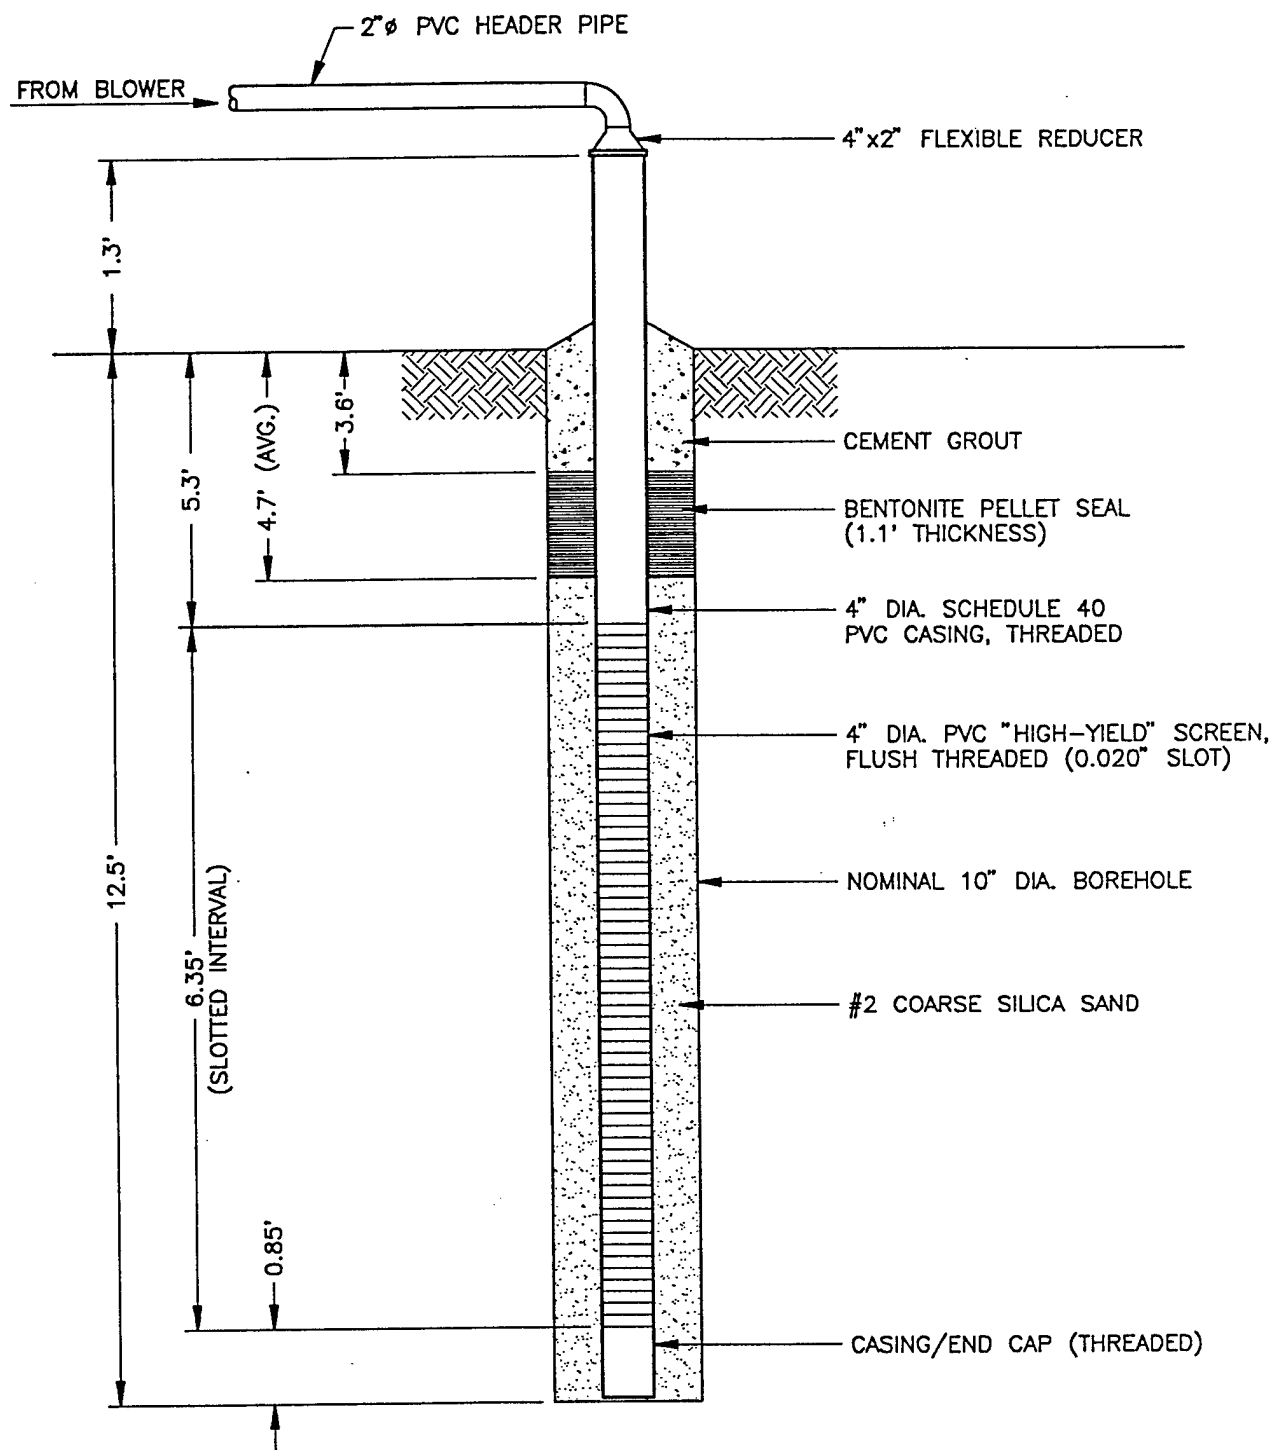 2"ø PVC HEADER PIPE
FROM BLOWER
4"x2" FLEXIBLE REDUCER
1.3'
3.6'
4.7' (AVG.)
5.3'
CEMENT GROUT
BENTONITE PELLET SEAL
(1.1' THICKNESS)
4" DIA. SCHEDULE 40
PVC CASING, THREADED
4" DIA. PVC "HIGH-YIELD" SCREEN,
FLUSH THREADED (0.020" SLOT)
12.5'
6.35'
(SLOTTED INTERVAL)
NOMINAL 10" DIA. BOREHOLE
#2 COARSE SILICA SAND
0.85'
CASING/END CAP (THREADED)